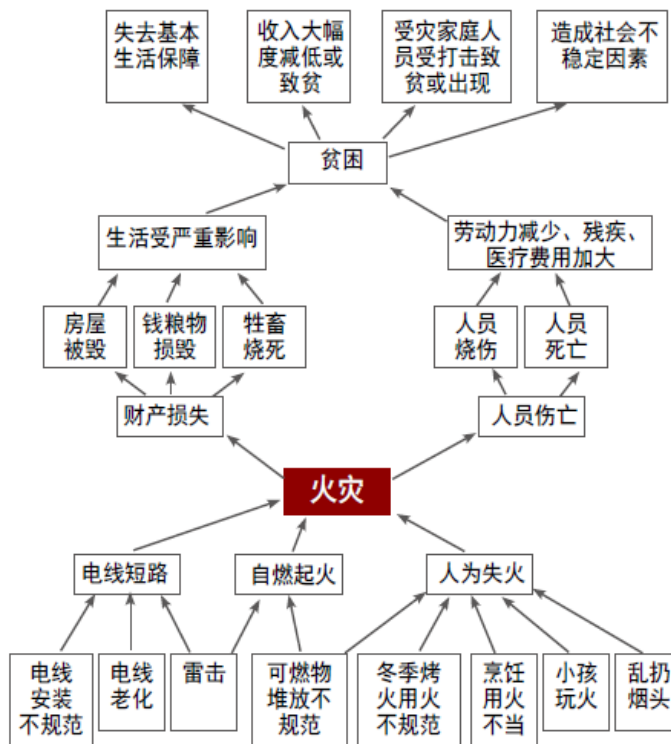 失去基本
生活保障
收入大幅
度减低或
致贫
受灾家庭人
员受打击致
贫或出现
造成社会不
稳定因素
贫困
生活受严重影响
劳动力减少、残疾、
医疗费用加大
房屋
被毁
钱粮物
损毁
牲畜
烧死
人员
烧伤
人员
死亡
财产损失
人员伤亡
火灾
电线短路
自燃起火
人为失火
电线
安装
不规范
电线
老化
雷击
可燃物
堆放不
规范
冬季烤
火用火
不规范
烹饪
用火
不当
小孩
玩火
乱扔
烟头